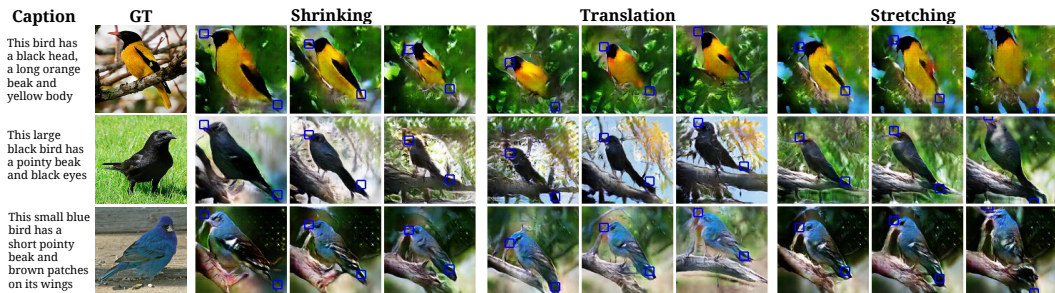 Caption GT Shrinking Translation Stretching
This bird has
a black head,
a long orange
beak and
yellow body
This large
black bird has
a pointy beak
and black eyes
This small blue
bird has a
short pointy
beak and
brown patches
on its wings